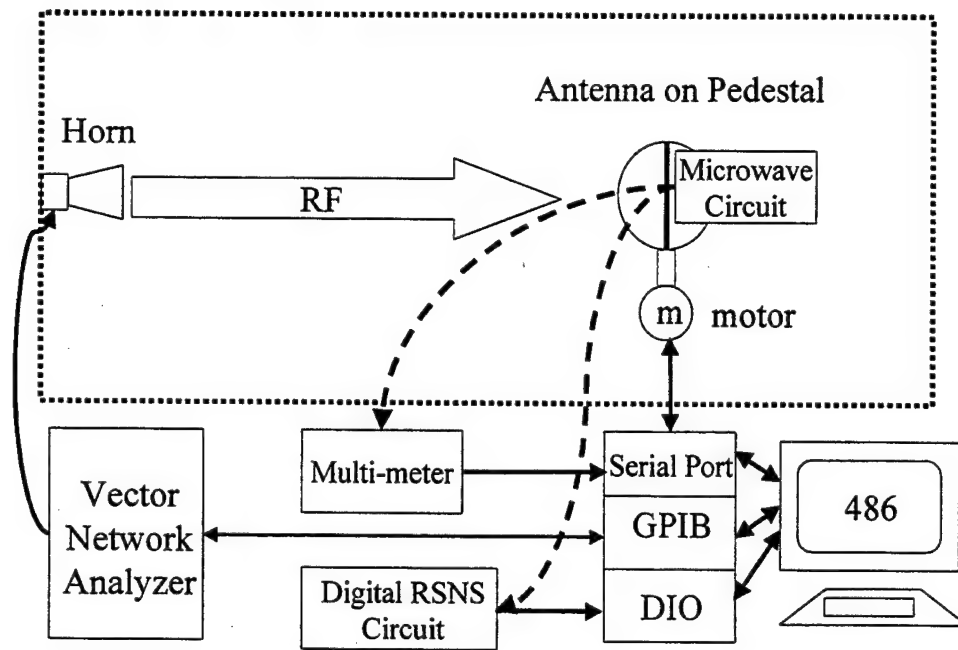 Antenna on Pedestal
Horn
RF
Microwave
Circuit
m motor
Vector
Network
Analyzer
Multi-meter
Serial Port
GPIB
486
Digital RSNS
Circuit
DIO